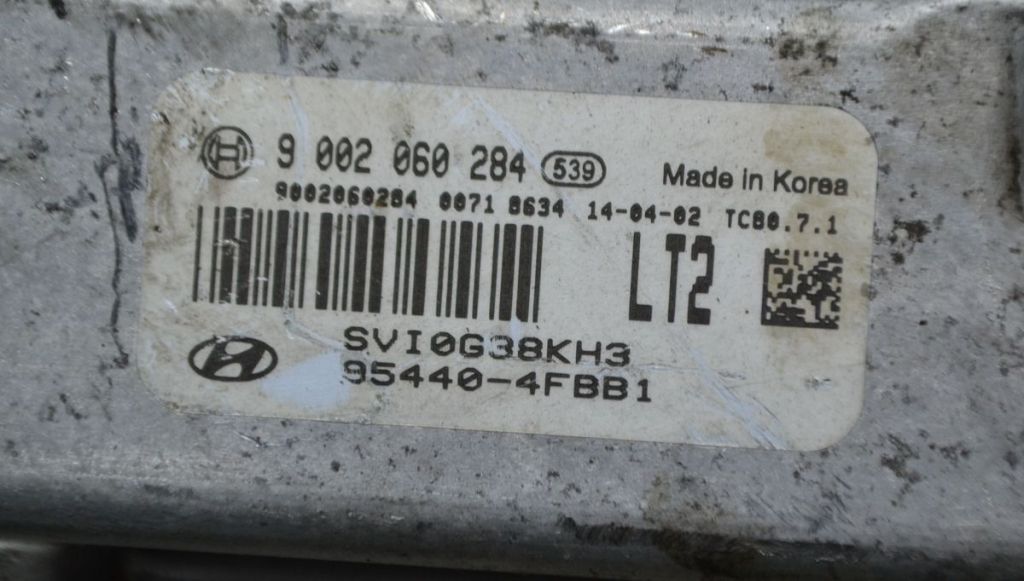 9 002 060 284 539
Made in Korea
9002060284 0071 8634 14-04-02 TC80.7.1
LT2
SVI0G38KH3
95440-4FBB1